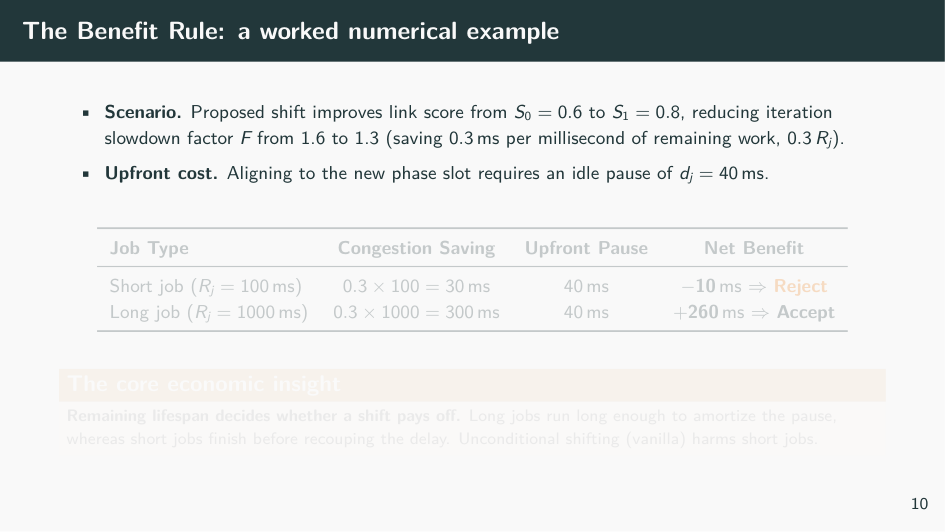 The Benefit Rule: a worked numerical example
▪ Scenario. Proposed shift improves link score from S₀ = 0.6 to S₁ = 0.8, reducing iteration
slowdown factor F from 1.6 to 1.3 (saving 0.3 ms per millisecond of remaining work, 0.3 Rⱼ).
▪ Upfront cost. Aligning to the new phase slot requires an idle pause of dⱼ = 40 ms.
Job Type Congestion Saving Upfront Pause Net Benefit
Short job (Rⱼ = 100 ms) 0.3 × 100 = 30 ms 40 ms −10 ms ⇒ Reject
Long job (Rⱼ = 1000 ms) 0.3 × 1000 = 300 ms 40 ms +260 ms ⇒ Accept
The core economic insight
Remaining lifespan decides whether a shift pays off. Long jobs run long enough to amortize the pause,
whereas short jobs finish before recouping the delay. Unconditional shifting (vanilla) harms short jobs.
10